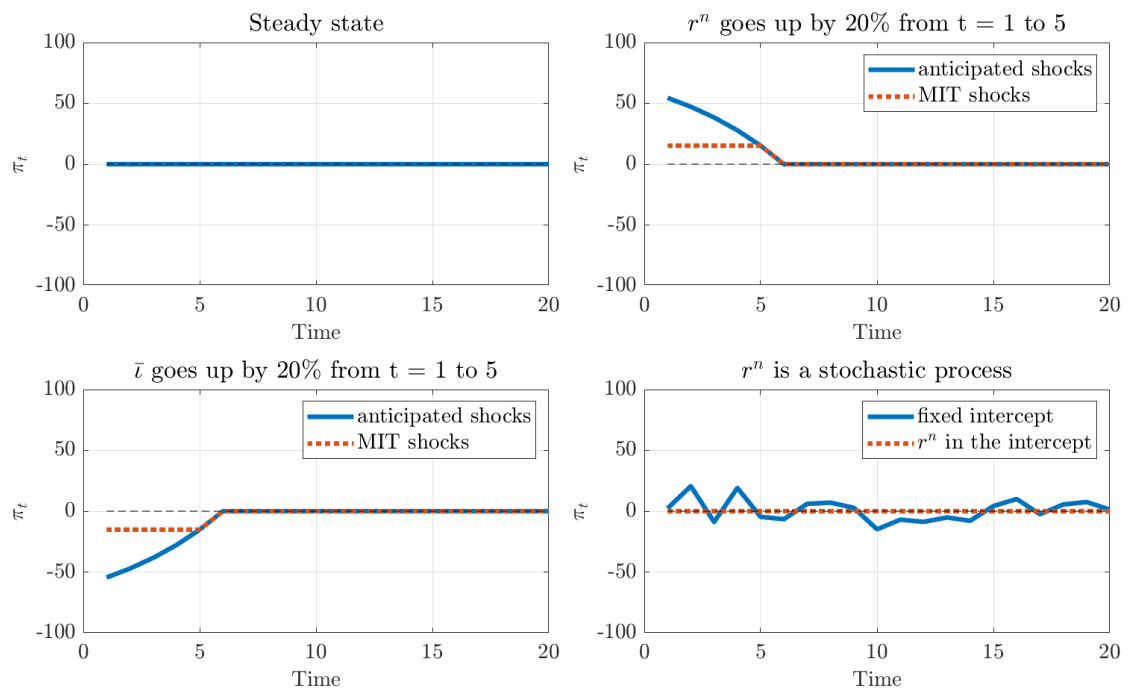 Steady state
100
50
0
-50
-100
π_t
0 5 10 15 20
Time
r^n goes up by 20% from t = 1 to 5
anticipated shocks
MIT shocks
100
50
0
-50
-100
π_t
0 5 10 15 20
Time
ῑ goes up by 20% from t = 1 to 5
anticipated shocks
MIT shocks
100
50
0
-50
-100
π_t
0 5 10 15 20
Time
r^n is a stochastic process
fixed intercept
r^n in the intercept
100
50
0
-50
-100
π_t
0 5 10 15 20
Time